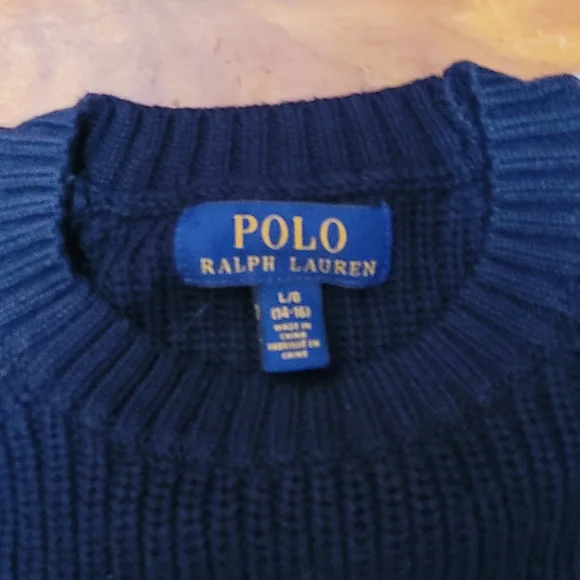 POLO
RALPH LAUREN
L/G
(14-16)
MADE IN
CHINA
FABRIQUÉ EN
CHINE